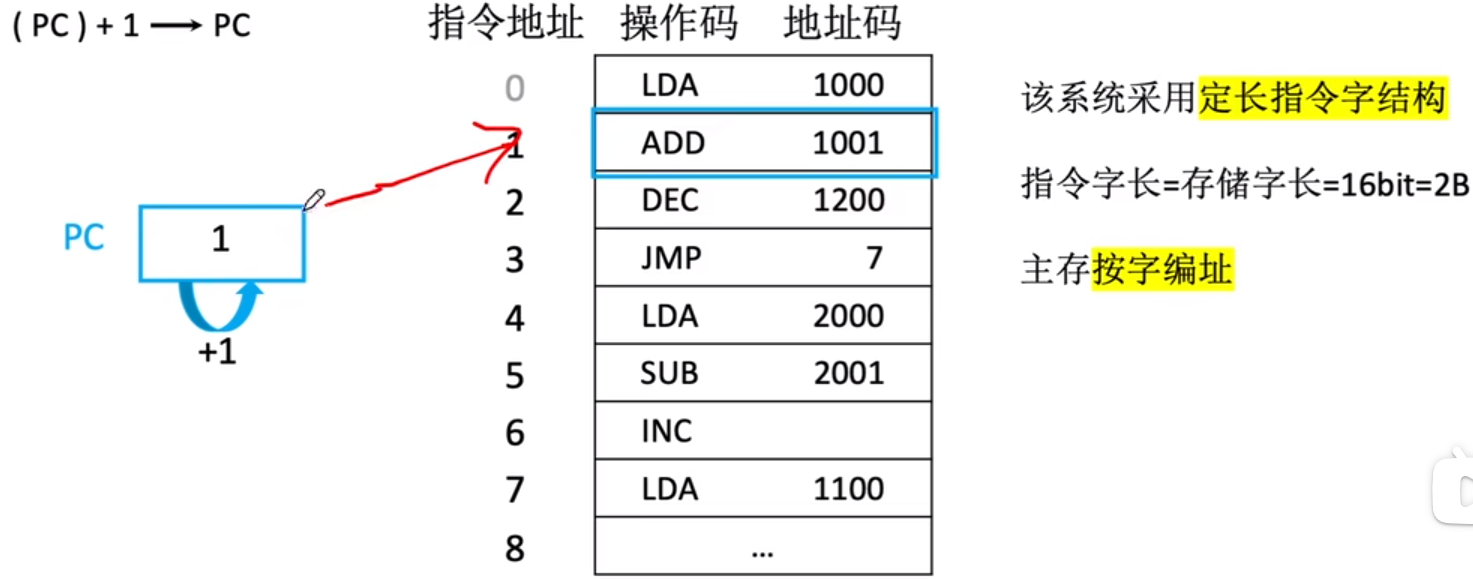 ( PC ) + 1 ⟶ PC
指令地址 操作码 地址码
0 LDA 1000
1 ADD 1001
2 DEC 1200
3 JMP 7
4 LDA 2000
5 SUB 2001
6 INC
7 LDA 1100
8 ...
PC 1
+1
该系统采用定长指令字结构
指令字长=存储字长=16bit=2B
主存按字编址